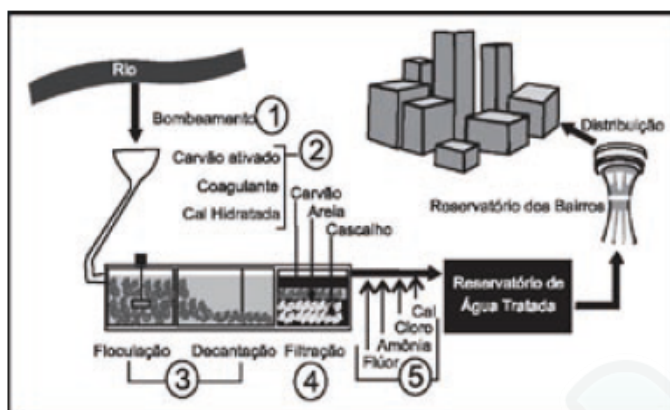 Rio
Bombeamento 1
Carvão ativado 2
Coagulante
Cal Hidratada
Carvão
Areia
Cascalho
Distribuição
Reservatório dos Bairros
Reservatório de
Água Tratada
Cal
Cloro
Amônia
Flúor
Floculação Decantação Filtração
3 4 5